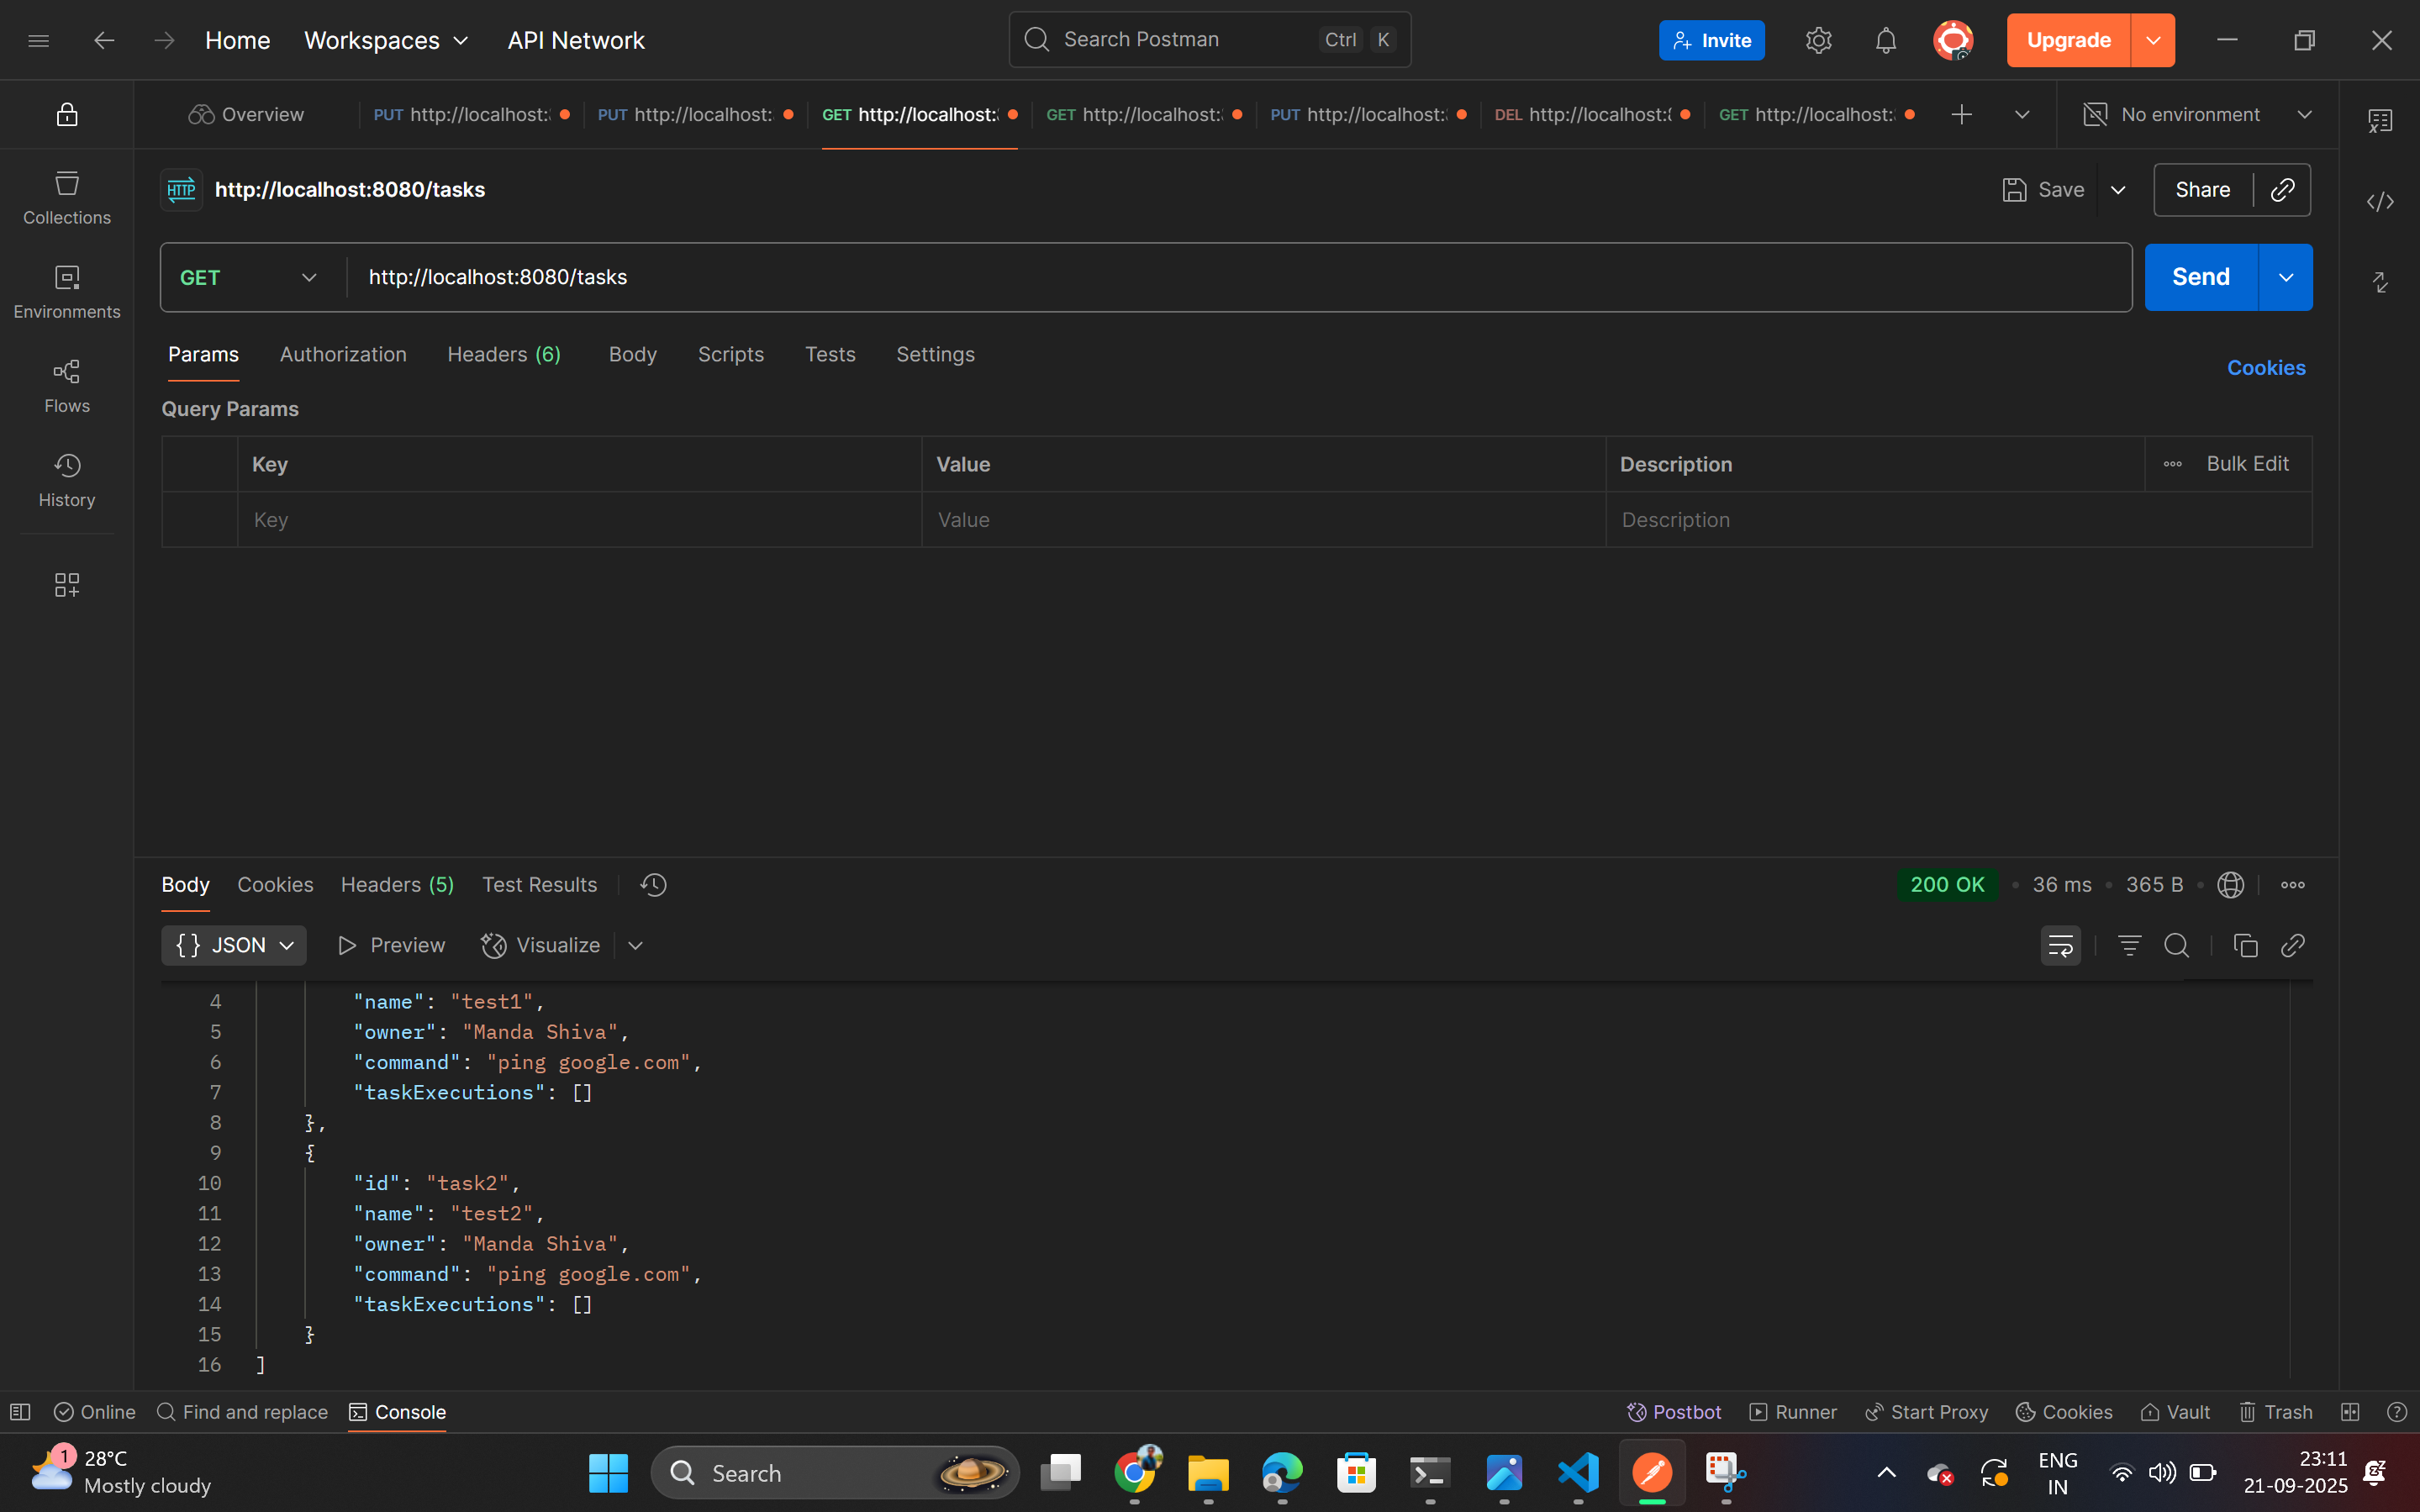 Home Workspaces API Network Search Postman Ctrl K Invite Upgrade
Overview PUT http://localhost: PUT http://localhost: GET http://localhost: GET http://localhost: PUT http://localhost: DEL http://localhost: GET http://localhost: No environment
HTTP http://localhost:8080/tasks Save Share
Collections
GET http://localhost:8080/tasks Send
Environments
Params Authorization Headers (6) Body Scripts Tests Settings Cookies
Flows
Query Params
Key Value Description Bulk Edit
History
Key Value Description
Body Cookies Headers (5) Test Results 200 OK 36 ms 365 B
{} JSON Preview Visualize
4 "name": "test1",
5 "owner": "Manda Shiva",
6 "command": "ping google.com",
7 "taskExecutions": []
8 },
9 {
10 "id": "task2",
11 "name": "test2",
12 "owner": "Manda Shiva",
13 "command": "ping google.com",
14 "taskExecutions": []
15 }
16 ]
Online Find and replace Console Postbot Runner Start Proxy Cookies Vault Trash
1 28°C
Mostly cloudy
Search
ENG
IN
23:11
21-09-2025